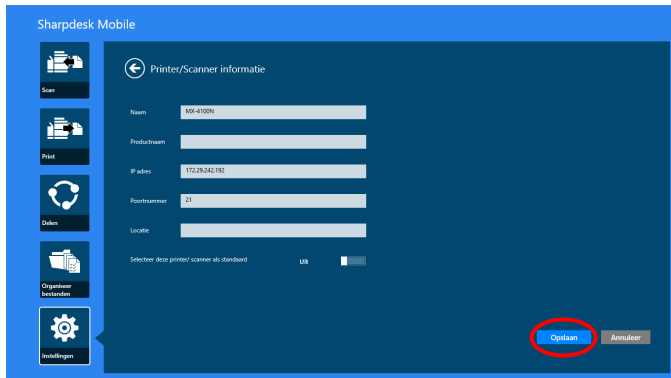 Sharpdesk Mobile
Scan
Print
Delen
Organiseer
bestanden
Instellingen
Printer/Scanner informatie
Naam MX-4100N
Productnaam
IP adres 172.29.242.192
Poortnummer 21
Locatie
Selecteer deze printer/ scanner als standaard Uit
Opslaan Annuleer